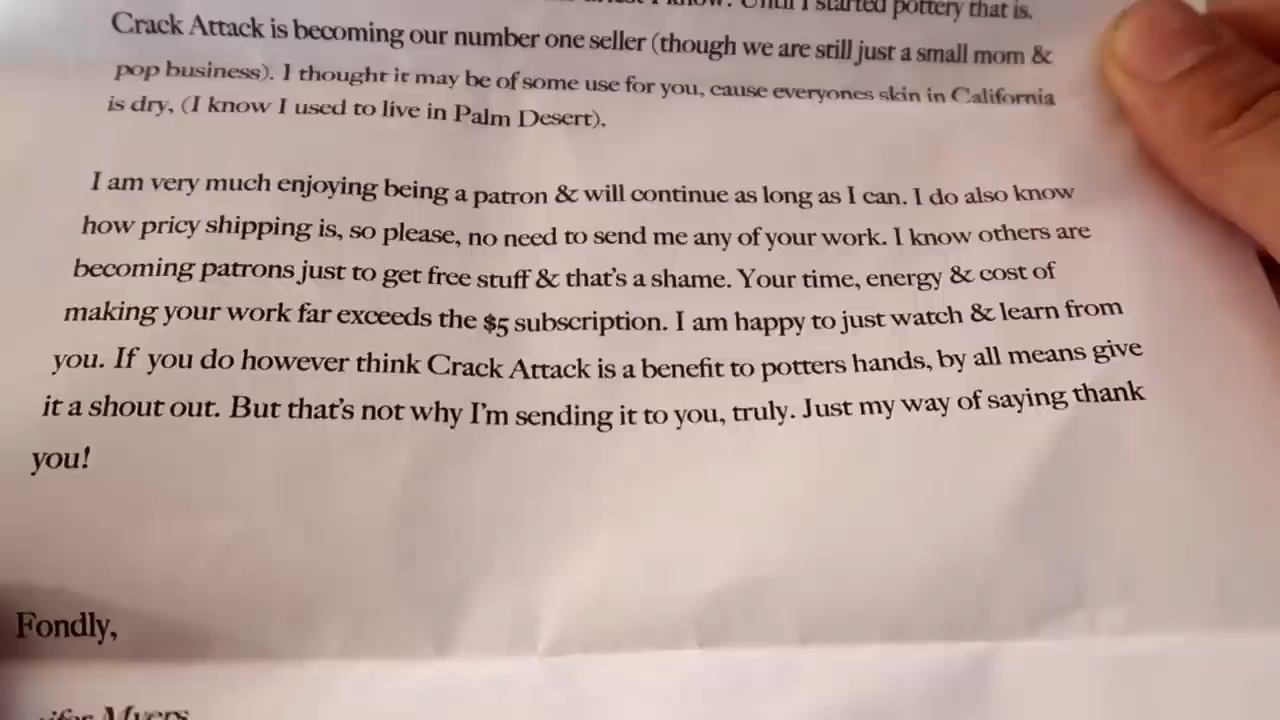 I know. Until I started pottery that is.
Crack Attack is becoming our number one seller (though we are still just a small mom &
pop business). I thought it may be of some use for you, cause everyones skin in California
is dry, (I know I used to live in Palm Desert).
I am very much enjoying being a patron & will continue as long as I can. I do also know
how pricy shipping is, so please, no need to send me any of your work. I know others are
becoming patrons just to get free stuff & that's a shame. Your time, energy & cost of
making your work far exceeds the $5 subscription. I am happy to just watch & learn from
you. If you do however think Crack Attack is a benefit to potters hands, by all means give
it a shout out. But that's not why I'm sending it to you, truly. Just my way of saying thank
you!
Fondly,
Myers